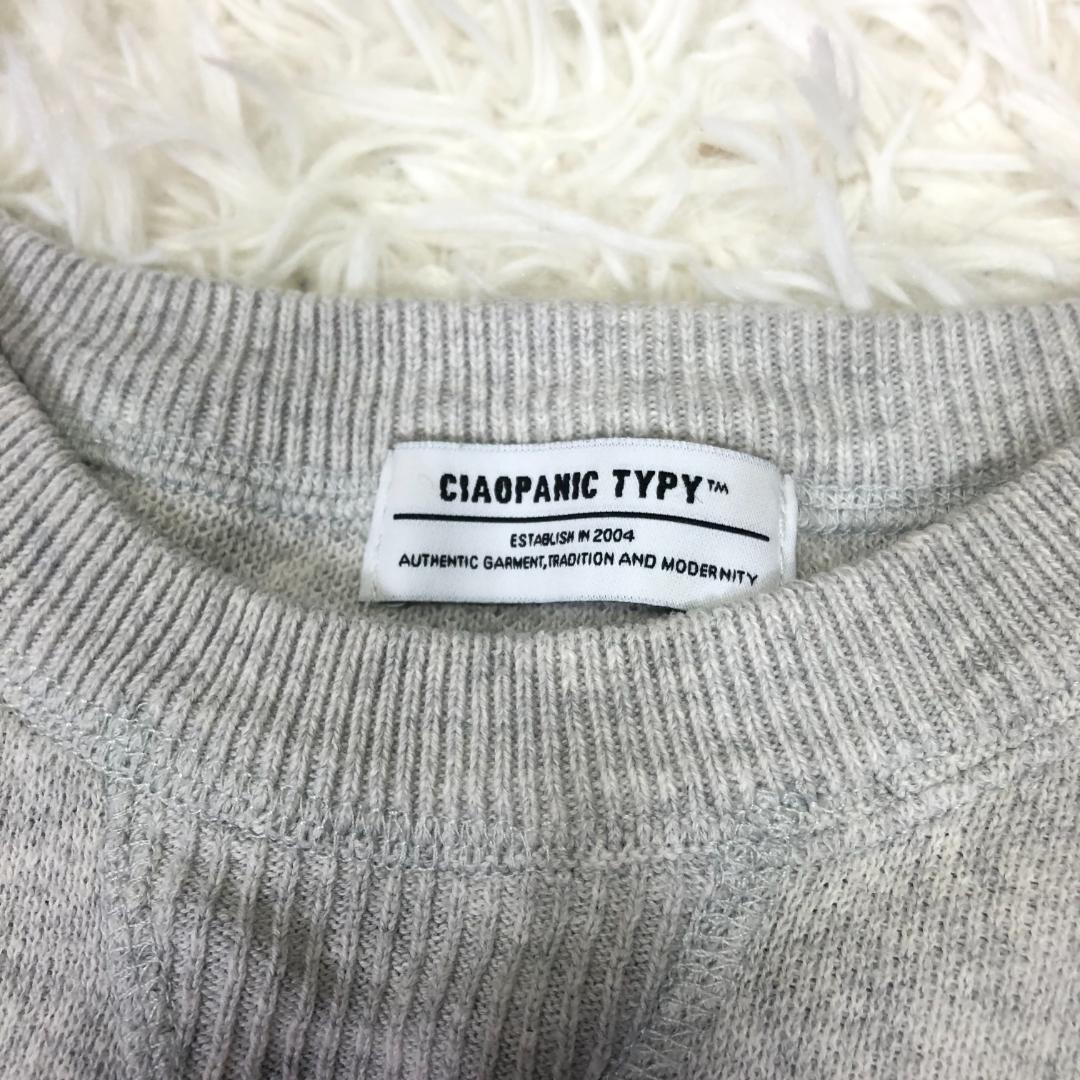 CIAOPANIC TYPY™
ESTABLISH IN 2004
AUTHENTIC GARMENT,TRADITION AND MODERNITY